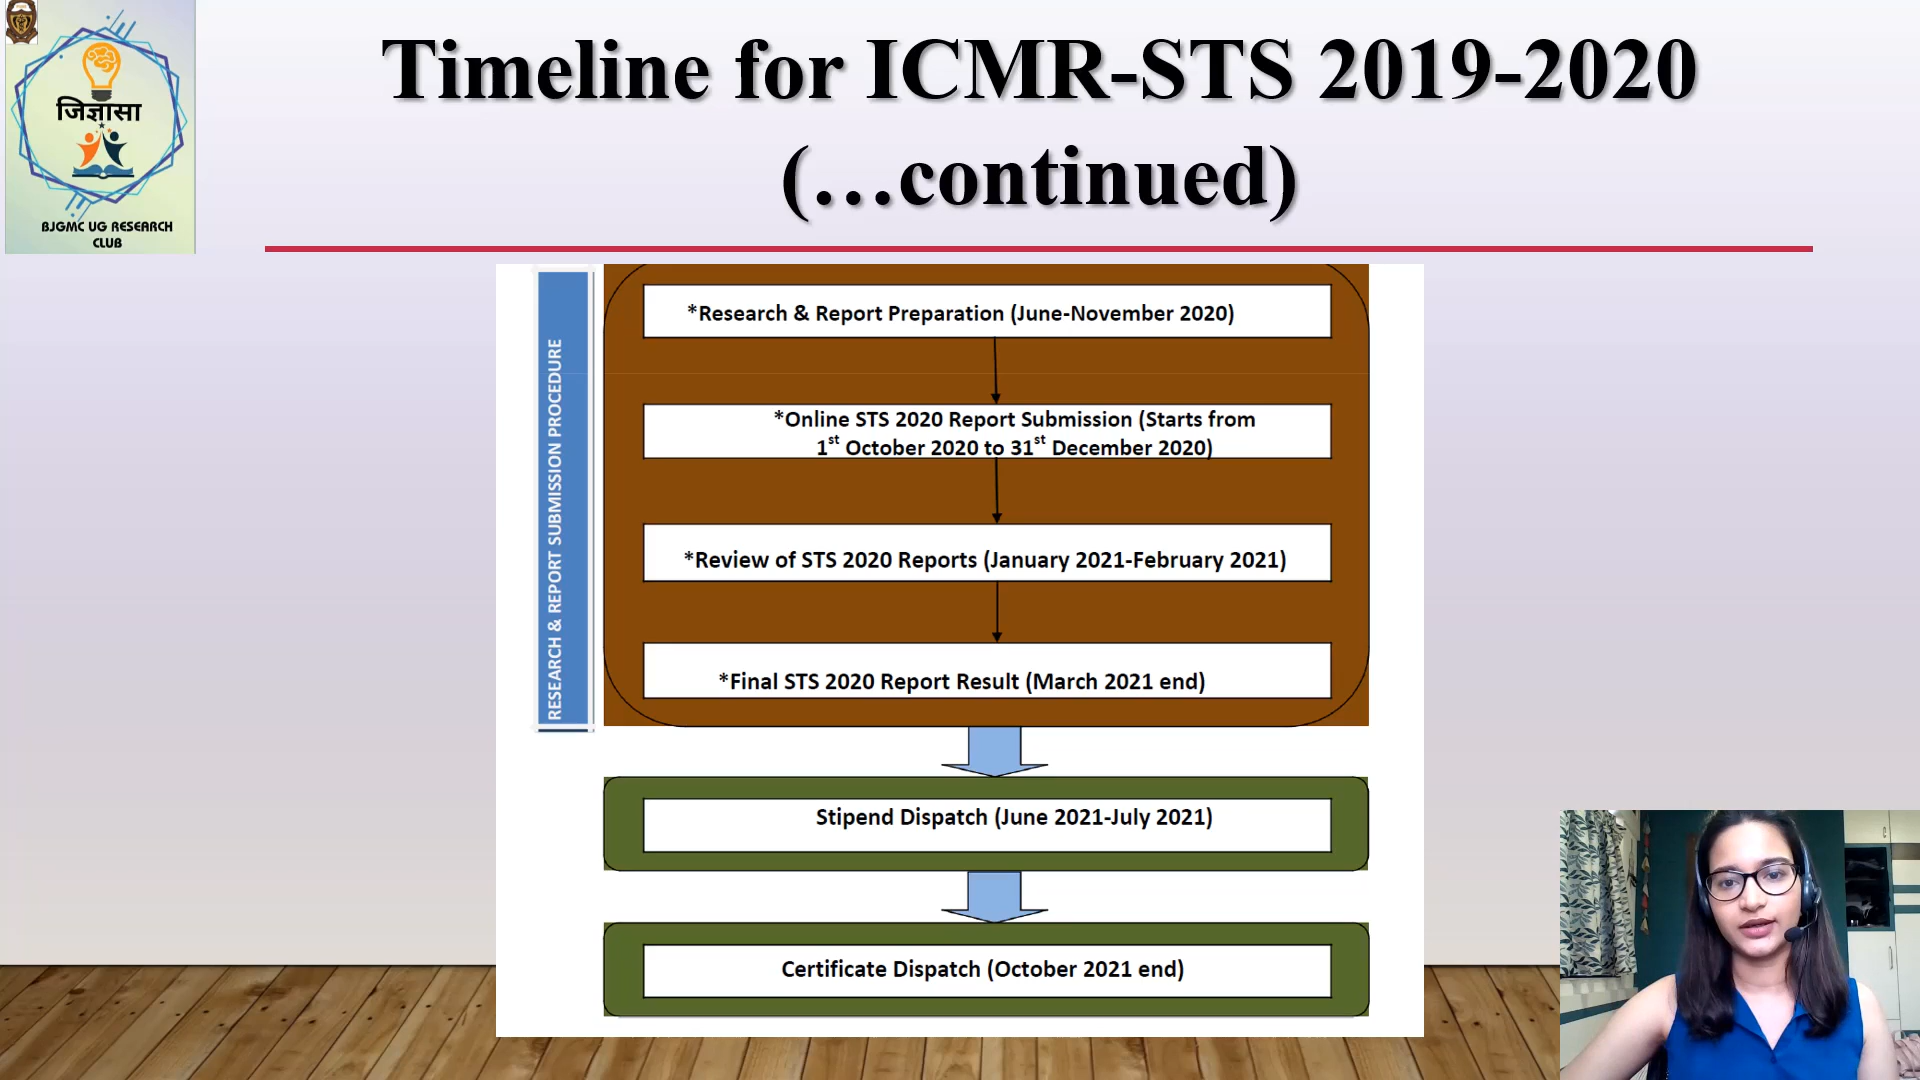 जिज्ञासा
BJGMC UG RESEARCH
CLUB
Timeline for ICMR-STS 2019-2020
(…continued)
RESEARCH & REPORT SUBMISSION PROCEDURE
*Research & Report Preparation (June-November 2020)
*Online STS 2020 Report Submission (Starts from
1st October 2020 to 31st December 2020)
*Review of STS 2020 Reports (January 2021-February 2021)
*Final STS 2020 Report Result (March 2021 end)
Stipend Dispatch (June 2021-July 2021)
Certificate Dispatch (October 2021 end)